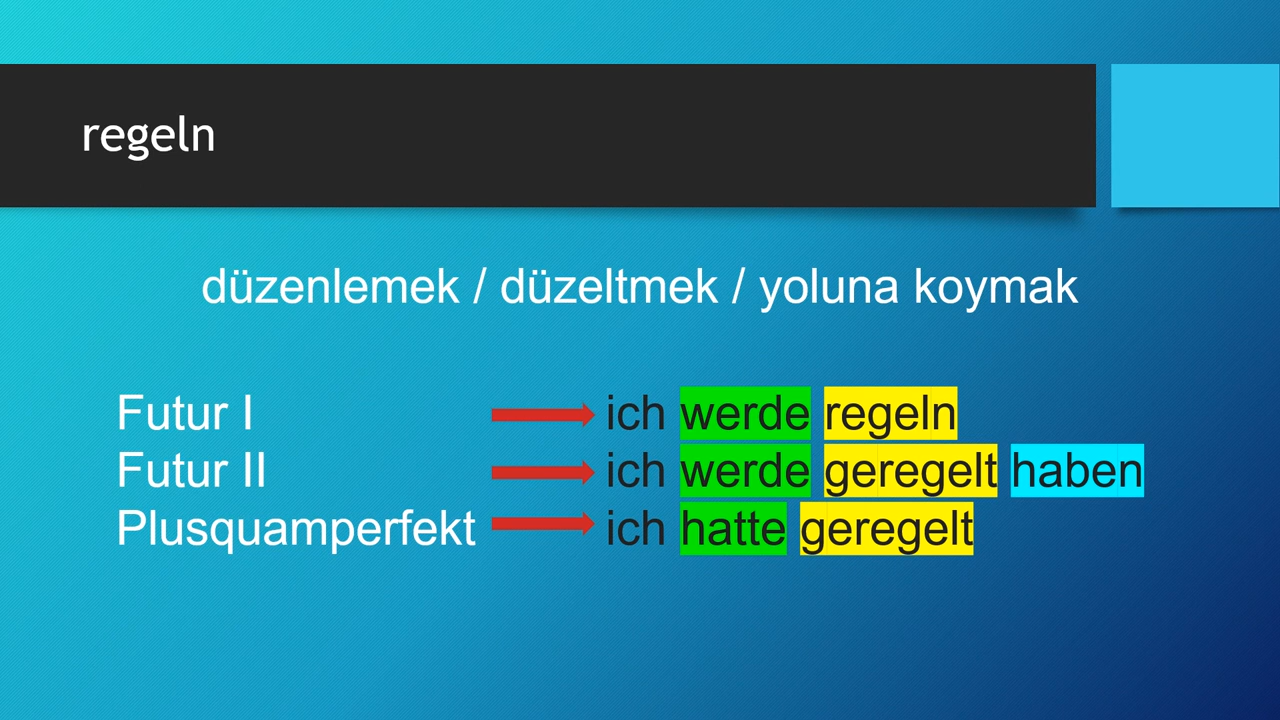 regeln
düzenlemek / düzeltmek / yoluna koymak
Futur I ich werde regeln
Futur II ich werde geregelt haben
Plusquamperfekt ich hatte geregelt